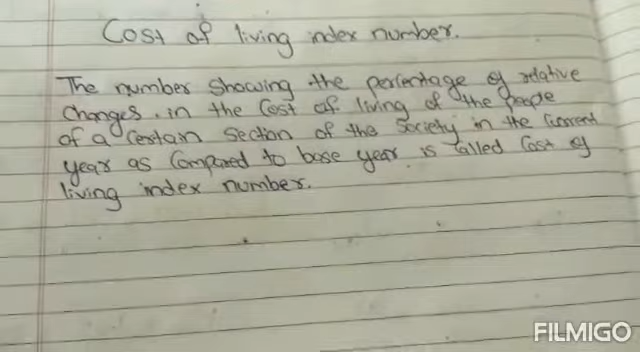 Cost of living index number.
The number showing the percentage of relative
changes in the Cost of living of the people
of a Certain Section of the Society in the Current
year as Compared to base year is Called Cost of
living index number.
FILMIGO